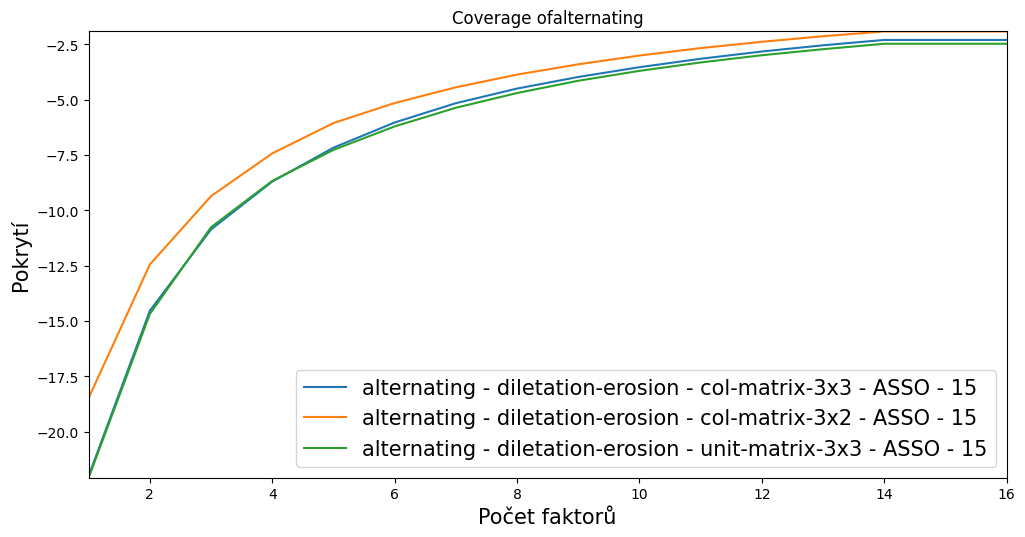 Coverage ofalternating
Pokrytí
−2.5
−5.0
−7.5
−10.0
−12.5
−15.0
−17.5
−20.0
alternating - diletation-erosion - col-matrix-3x3 - ASSO - 15
alternating - diletation-erosion - col-matrix-3x2 - ASSO - 15
alternating - diletation-erosion - unit-matrix-3x3 - ASSO - 15
2 4 6 8 10 12 14 16
Počet faktorů